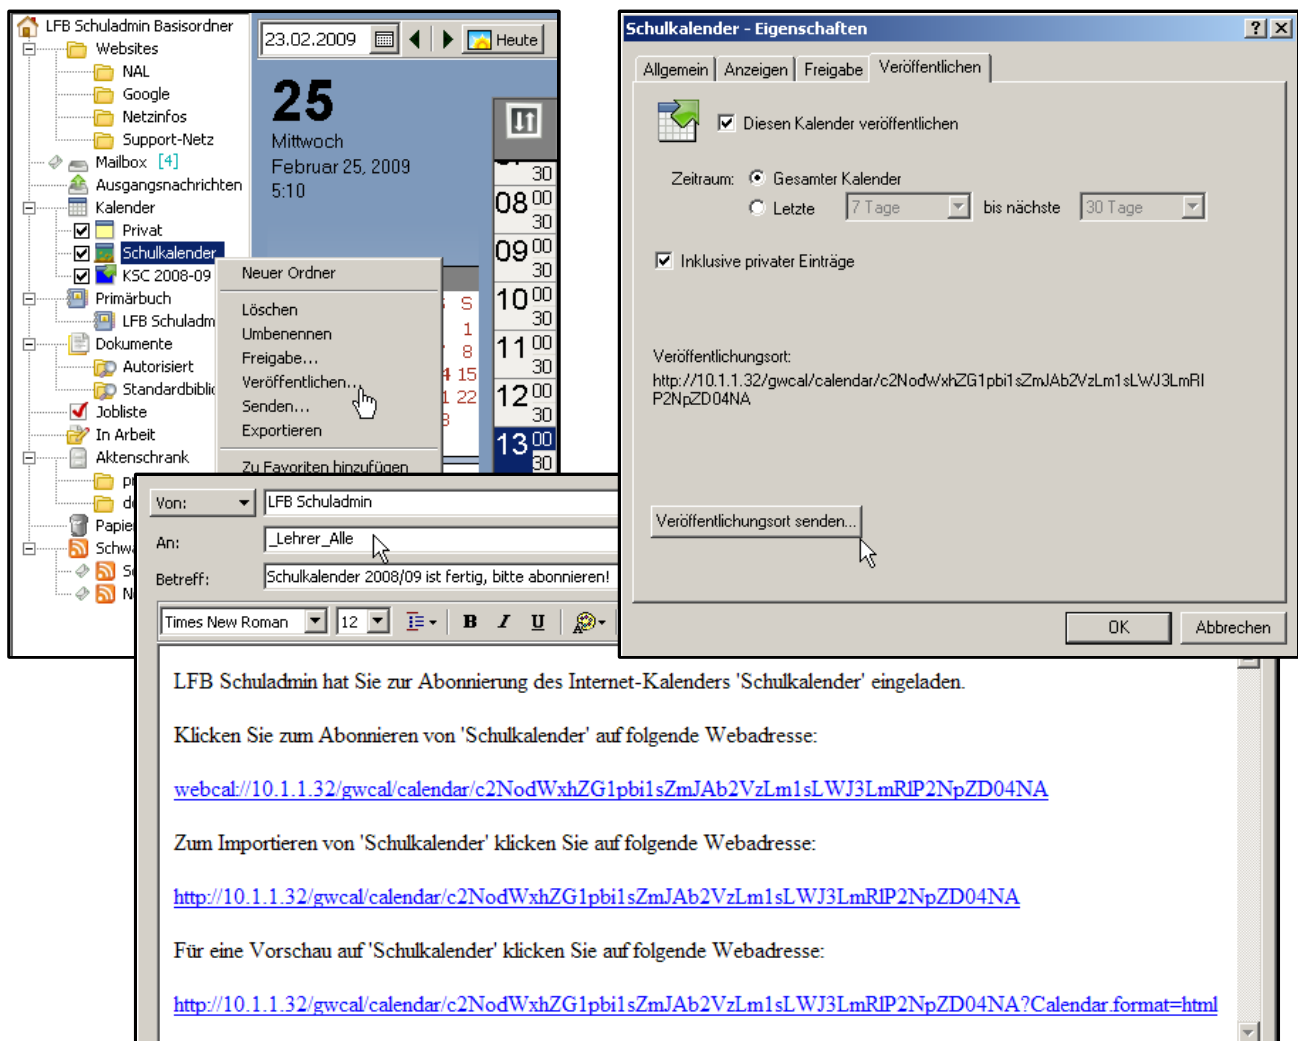 LFB Schuladmin Basisordner
Websites
NAL
Google
Netzinfos
Support-Netz
Mailbox [4]
Ausgangsnachrichten
Kalender
Privat
Schulkalender
KSC 2008-09
Primärbuch
LFB Schuladm
Dokumente
Autorisiert
Standardbiblio
Jobliste
In Arbeit
Aktenschrank
Papie
Schwa
23.02.2009
Heute
25
Mittwoch
Februar 25, 2009
5:10
30
08 00
30
09 00
30
10 00
30
11 00
30
12 00
30
13 00
30
S
1
8
15
22
Neuer Ordner
Löschen
Umbenennen
Freigabe...
Veröffentlichen...
Senden...
Exportieren
Zu Favoriten hinzufügen
Schulkalender - Eigenschaften
Allgemein Anzeigen Freigabe Veröffentlichen
Diesen Kalender veröffentlichen
Zeitraum: Gesamter Kalender
Letzte 7 Tage bis nächste 30 Tage
Inklusive privater Einträge
Veröffentlichungsort:
http://10.1.1.32/gwcal/calendar/c2NodWxhZG1pbi1sZmJAb2VzLm1sLWJ3LmRl
P2NpZD04NA
Veröffentlichungsort senden...
OK Abbrechen
Von: LFB Schuladmin
An: _Lehrer_Alle
Betreff: Schulkalender 2008/09 ist fertig, bitte abonnieren!
Times New Roman 12 B I U
LFB Schuladmin hat Sie zur Abonnierung des Internet-Kalenders 'Schulkalender' eingeladen.
Klicken Sie zum Abonnieren von 'Schulkalender' auf folgende Webadresse:
webcal://10.1.1.32/gwcal/calendar/c2NodWxhZG1pbi1sZmJAb2VzLm1sLWJ3LmRlP2NpZD04NA
Zum Importieren von 'Schulkalender' klicken Sie auf folgende Webadresse:
http://10.1.1.32/gwcal/calendar/c2NodWxhZG1pbi1sZmJAb2VzLm1sLWJ3LmRlP2NpZD04NA
Für eine Vorschau auf 'Schulkalender' klicken Sie auf folgende Webadresse:
http://10.1.1.32/gwcal/calendar/c2NodWxhZG1pbi1sZmJAb2VzLm1sLWJ3LmRlP2NpZD04NA?Calendar.format=html